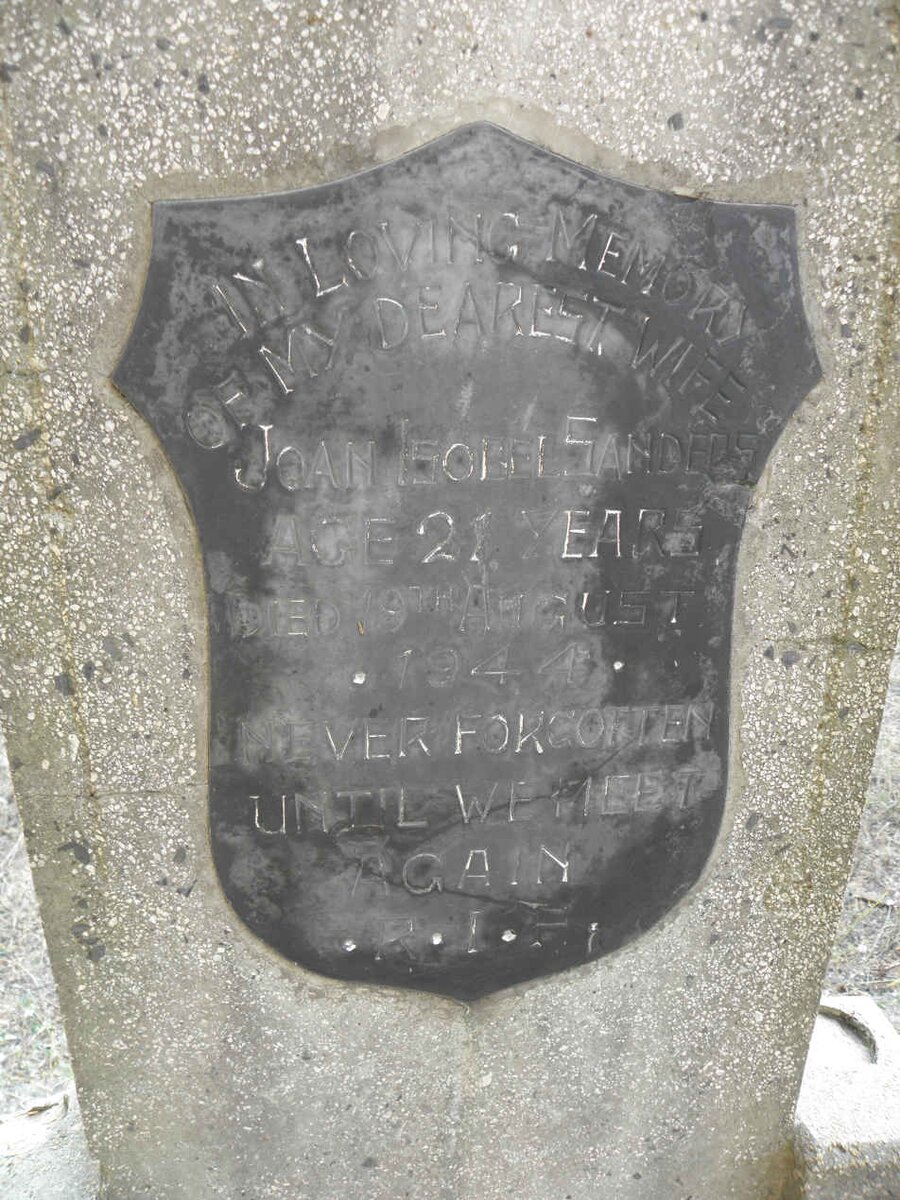 IN LOVING MEMORY
OF MY DEAREST WIFE
JOAN ISOBEL SANDERS
AGE 21 YEARS
DIED 19TH AUGUST
. 1944 .
NEVER FORGOTTEN
UNTIL WE MEET
AGAIN
. R . I . P .